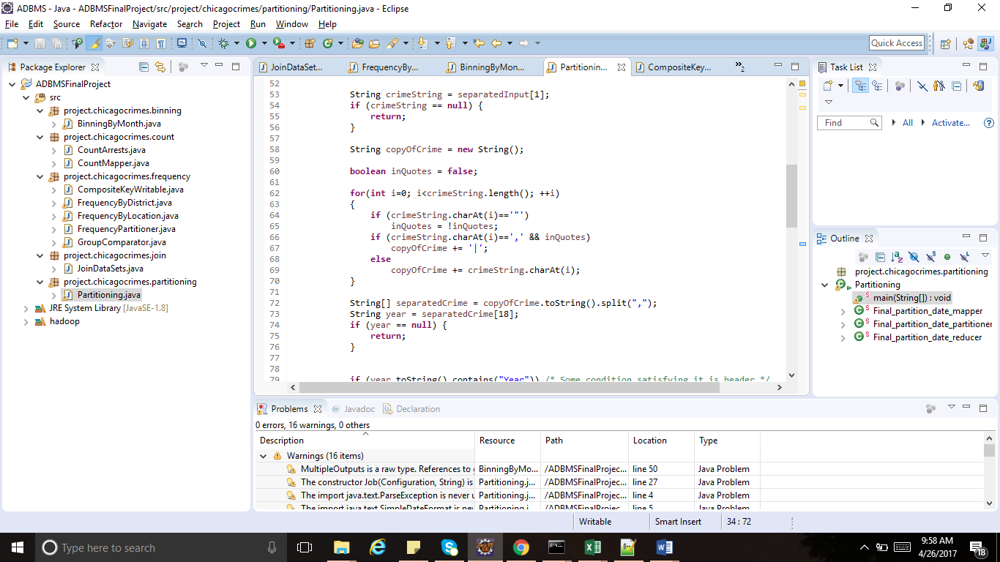 ADBMS - Java - ADBMSFinalProject/src/project/chicagocrimes/partitioning/Partitioning.java - Eclipse
File Edit Source Refactor Navigate Search Project Run Window Help
Quick Access
Package Explorer
ADBMSFinalProject
src
project.chicagocrimes.binning
BinningByMonth.java
project.chicagocrimes.count
CountArrests.java
CountMapper.java
project.chicagocrimes.frequency
CompositeKeyWritable.java
FrequencyByDistrict.java
FrequencyByLocation.java
FrequencyPartitioner.java
GroupComparator.java
project.chicagocrimes.join
JoinDataSets.java
project.chicagocrimes.partitioning
Partitioning.java
JRE System Library [JavaSE-1.8]
hadoop
JoinDataSet... FrequencyBy... BinningByMon... Partitionin... CompositeKey... »2
52
53 String crimeString = separatedInput[1];
54 if (crimeString == null) {
55 return;
56 }
57
58 String copyOfCrime = new String();
59
60 boolean inQuotes = false;
61
62 for(int i=0; i<crimeString.length(); ++i)
63 {
64 if (crimeString.charAt(i)=='"')
65 inQuotes = !inQuotes;
66 if (crimeString.charAt(i)==',' && inQuotes)
67 copyOfCrime += '|';
68 else
69 copyOfCrime += crimeString.charAt(i);
70 }
71
72 String[] separatedCrime = copyOfCrime.toString().split(",");
73 String year = separatedCrime[18];
74 if (year == null) {
75 return;
76 }
77
78
79 if (year.toString().contains("Year")) /* Some condition satisfying it is header */
Task List
Find All Activate...
Outline
project.chicagocrimes.partitioning
Partitioning
main(String[]) : void
Final_partition_date_mapper
Final_partition_date_partitioner
Final_partition_date_reducer
Problems @ Javadoc Declaration
0 errors, 16 warnings, 0 others
Description Resource Path Location Type
Warnings (16 items)
MultipleOutputs is a raw type. References to BinningByMo... /ADBMSFinalProjec... line 50 Java Problem
The constructor Job(Configuration, String) is Partitioning.j... /ADBMSFinalProjec... line 27 Java Problem
The import java.text.ParseException is never u Partitioning.j... /ADBMSFinalProjec... line 4 Java Problem
The import java.text.SimpleDateFormat is nev Partitioning.j... /ADBMSFinalProjec... line 5 Java Problem
Writable Smart Insert 34 : 72
Type here to search
9:58 AM
4/26/2017
18